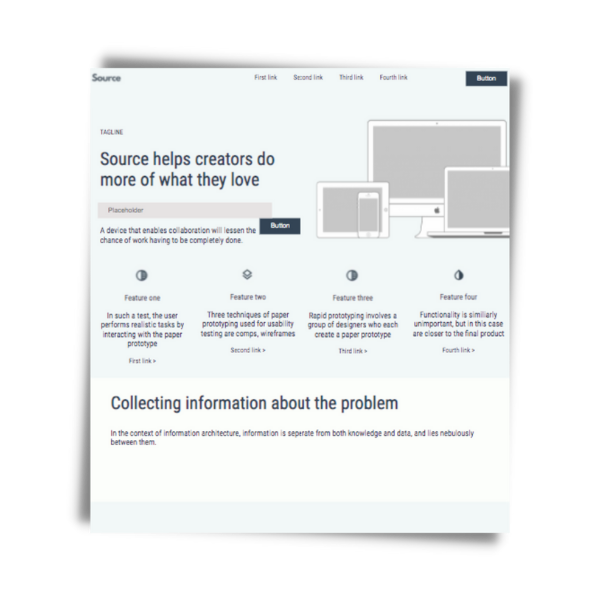 Source
First link Second link Third link Fourth link Button
TAGLINE
Source helps creators do
more of what they love
Placeholder
Button
A device that enables collaboration will lessen the
chance of work having to be completely done.
Feature one
In such a test, the user
performs realistic tasks by
interacting with the paper
prototype
First link >
Feature two
Three techniques of paper
prototyping used for usability
testing are comps, wireframes
Second link >
Feature three
Rapid prototyping involves a
group of designers who each
create a paper prototype
Third link >
Feature four
Functionality is similiarly
unimportant, but in this case
are closer to the final product
Fourth link >
Collecting information about the problem
In the context of information architecture, information is seperate from both knowledge and data, and lies nebulously
between them.